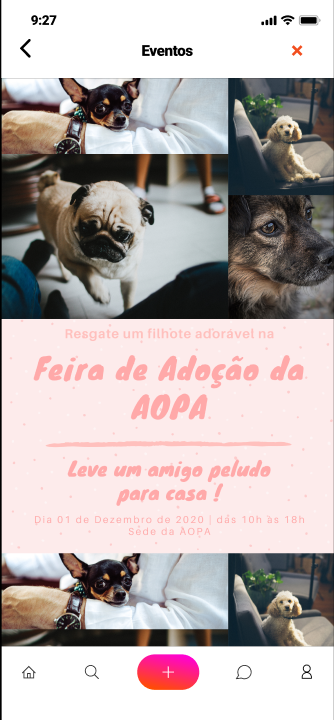 9:27
Eventos
Resgate um filhote adorável na
Feira de Adoção da
AOPA
Leve um amigo peludo
para casa !
Dia 01 de Dezembro de 2020 | das 10h às 18h
Sede da AOPA